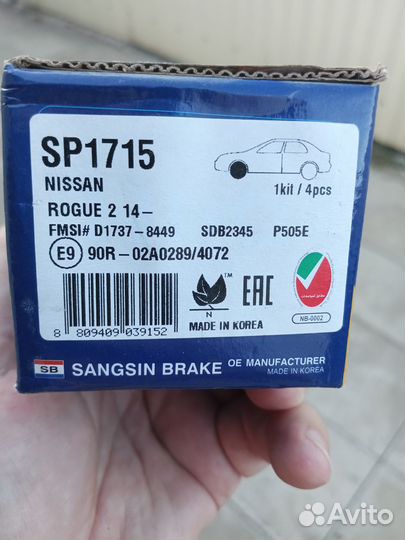 SP1715
NISSAN
1kit / 4pcs
ROGUE 2 14-
FMSI# D1737-8449 SDB2345 P505E
E9 90R-02A0289/4072
TM
N
EAC
NB-0002
8 809409 039152
MADE IN KOREA
SB SANGSIN BRAKE OE MANUFACTURER
MADE IN KOREA
Avito